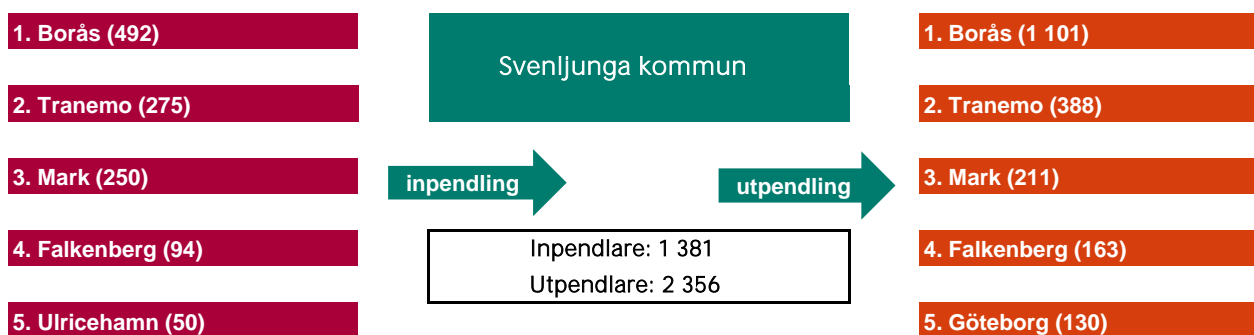 1. Borås (492)
2. Tranemo (275)
3. Mark (250)
4. Falkenberg (94)
5. Ulricehamn (50)
Svenljunga kommun
inpendling
utpendling
Inpendlare: 1 381
Utpendlare: 2 356
1. Borås (1 101)
2. Tranemo (388)
3. Mark (211)
4. Falkenberg (163)
5. Göteborg (130)